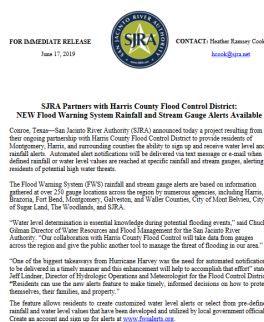 FOR IMMEDIATE RELEASE
June 17, 2019
SAN JACINTO RIVER AUTHORITY
SJRA
CONTACT: Heather Ramsey Cook
hcook@sjra.net
SJRA Partners with Harris County Flood Control District:
NEW Flood Warning System Rainfall and Stream Gauge Alerts Available
Conroe, Texas—San Jacinto River Authority (SJRA) announced today a project resulting from
their ongoing partnership with Harris County Flood Control District to provide residents of
Montgomery, Harris, and surrounding counties the ability to sign up and receive water level and
rainfall alerts. Automated alert notifications will be delivered via text message or e-mail when
defined rainfall or water level values are reached at specific rainfall and stream gauges, alerting
residents of potential high water threats.
The Flood Warning System (FWS) rainfall and stream gauge alerts are based on information
gathered at over 250 gauge locations across the region by numerous agencies, including Harris,
Brazoria, Fort Bend, Montgomery, Galveston, and Waller Counties, City of Mont Belvieu, City
of Sugar Land, The Woodlands, and SJRA.
“Water level determination is essential knowledge during potential flooding events,” said Chuck
Gilman Director of Water Resources and Flood Management for the San Jacinto River
Authority. “Our collaboration with Harris County Flood Control will take data from gauges
across the region and give the public another tool to manage the threat of flooding in our area.”
“One of the biggest takeaways from Hurricane Harvey was the need for automated notification
to be delivered in a timely manner and this enhancement will help to accomplish that effort” state
Jeff Lindner, Director of Hydrologic Operations and Meteorologist for the Flood Control Distric
“Residents can use the new alerts feature to make timely, informed decisions on how to prote
themselves, their families, and property.”
The feature allows residents to create customized water level alerts or select from pre-define
rainfall and water level values that have been developed and utilized by local government official
Create an account and sign up for alerts at www.fwalerts.org.